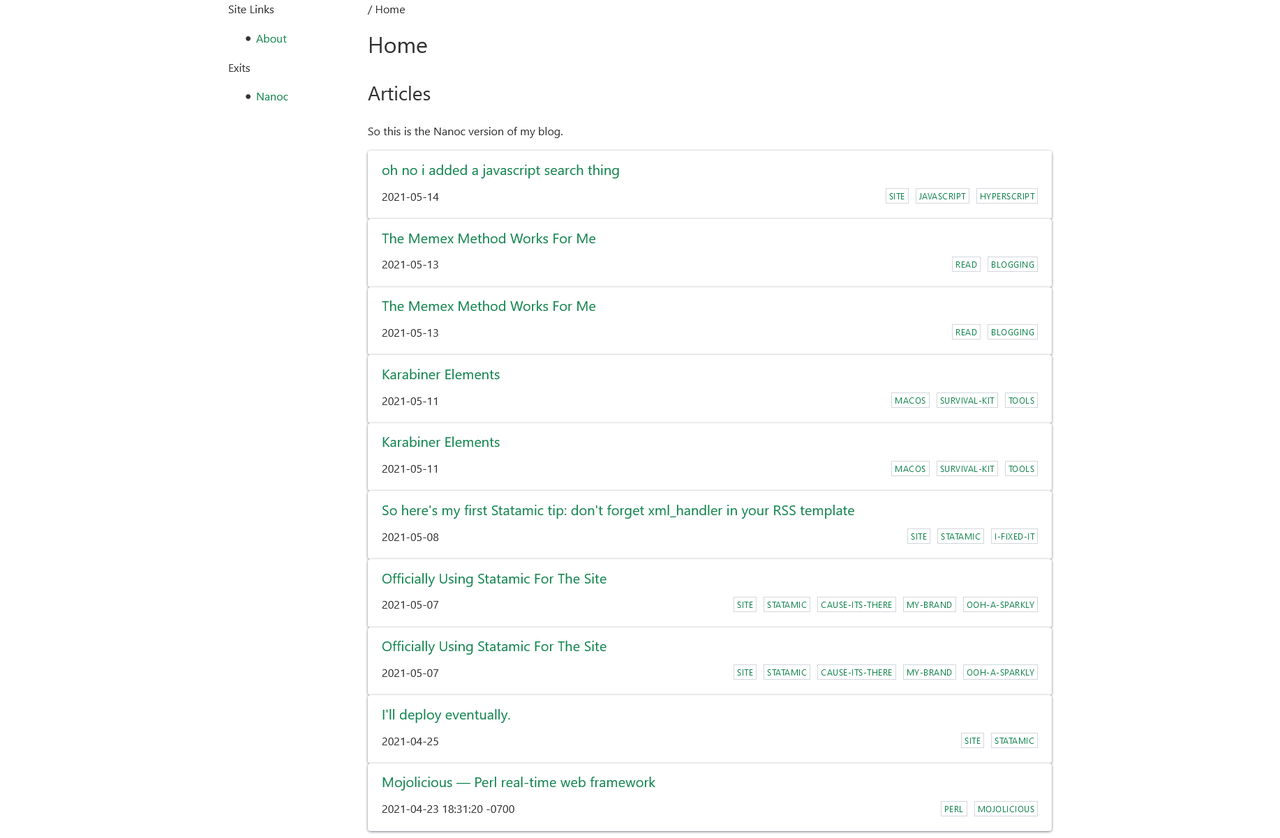 Site Links
About
Exits
Nanoc
/ Home
Home
Articles
So this is the Nanoc version of my blog.
oh no i added a javascript search thing
2021-05-14 SITE JAVASCRIPT HYPERSCRIPT
The Memex Method Works For Me
2021-05-13 READ BLOGGING
The Memex Method Works For Me
2021-05-13 READ BLOGGING
Karabiner Elements
2021-05-11 MACOS SURVIVAL-KIT TOOLS
Karabiner Elements
2021-05-11 MACOS SURVIVAL-KIT TOOLS
So here's my first Statamic tip: don't forget xml_handler in your RSS template
2021-05-08 SITE STATAMIC I-FIXED-IT
Officially Using Statamic For The Site
2021-05-07 SITE STATAMIC CAUSE-ITS-THERE MY-BRAND OOH-A-SPARKLY
Officially Using Statamic For The Site
2021-05-07 SITE STATAMIC CAUSE-ITS-THERE MY-BRAND OOH-A-SPARKLY
I'll deploy eventually.
2021-04-25 SITE STATAMIC
Mojolicious — Perl real-time web framework
2021-04-23 18:31:20 -0700 PERL MOJOLICIOUS